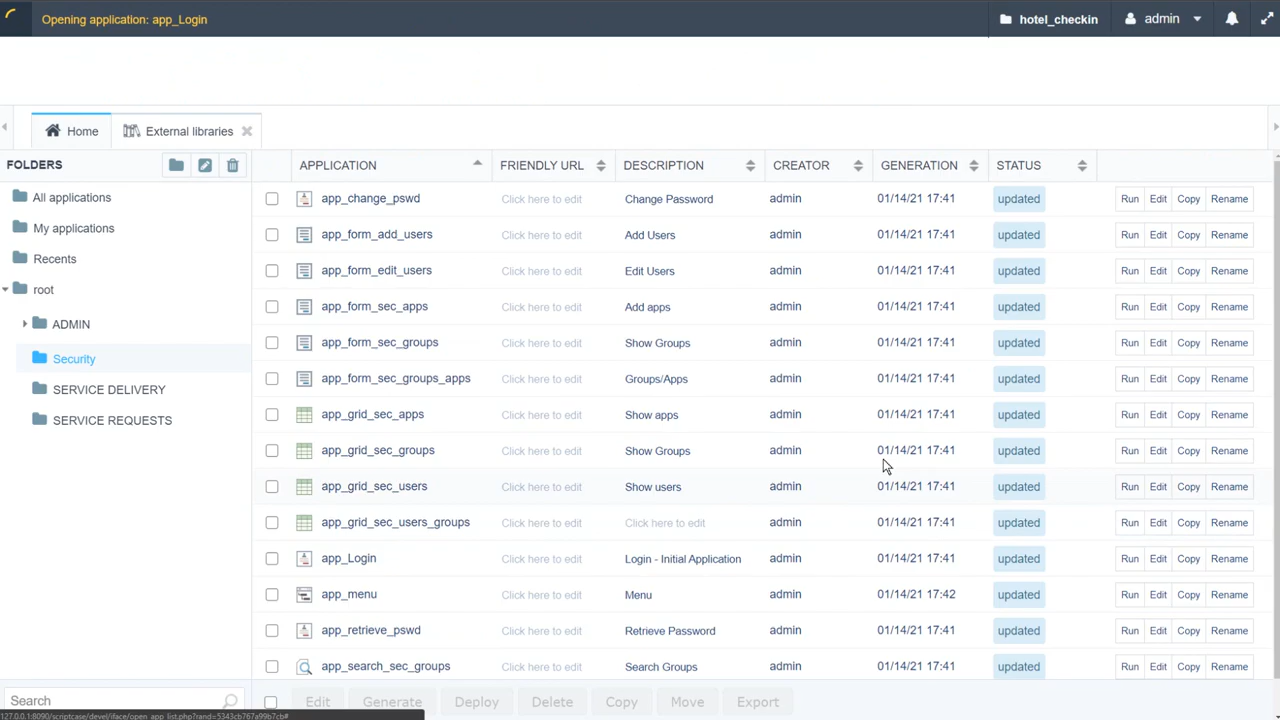 Opening application: app_Login
hotel_checkin
admin
Home
External libraries
FOLDERS
APPLICATION FRIENDLY URL DESCRIPTION CREATOR GENERATION STATUS
All applications
My applications
Recents
root
ADMIN
Security
SERVICE DELIVERY
SERVICE REQUESTS
app_change_pswd Click here to edit Change Password admin 01/14/21 17:41 updated Run Edit Copy Rename
app_form_add_users Click here to edit Add Users admin 01/14/21 17:41 updated Run Edit Copy Rename
app_form_edit_users Click here to edit Edit Users admin 01/14/21 17:41 updated Run Edit Copy Rename
app_form_sec_apps Click here to edit Add apps admin 01/14/21 17:41 updated Run Edit Copy Rename
app_form_sec_groups Click here to edit Show Groups admin 01/14/21 17:41 updated Run Edit Copy Rename
app_form_sec_groups_apps Click here to edit Groups/Apps admin 01/14/21 17:41 updated Run Edit Copy Rename
app_grid_sec_apps Click here to edit Show apps admin 01/14/21 17:41 updated Run Edit Copy Rename
app_grid_sec_groups Click here to edit Show Groups admin 01/14/21 17:41 updated Run Edit Copy Rename
app_grid_sec_users Click here to edit Show users admin 01/14/21 17:41 updated Run Edit Copy Rename
app_grid_sec_users_groups Click here to edit Click here to edit admin 01/14/21 17:41 updated Run Edit Copy Rename
app_Login Click here to edit Login - Initial Application admin 01/14/21 17:41 updated Run Edit Copy Rename
app_menu Click here to edit Menu admin 01/14/21 17:42 updated Run Edit Copy Rename
app_retrieve_pswd Click here to edit Retrieve Password admin 01/14/21 17:41 updated Run Edit Copy Rename
app_search_sec_groups Click here to edit Search Groups admin 01/14/21 17:41 updated Run Edit Copy Rename
Search
Edit Generate Deploy Delete Copy Move Export
127.0.0.1:8090/scriptcase/devel/iface/open_app_list.php?rand=5343cb767a99b7cb#